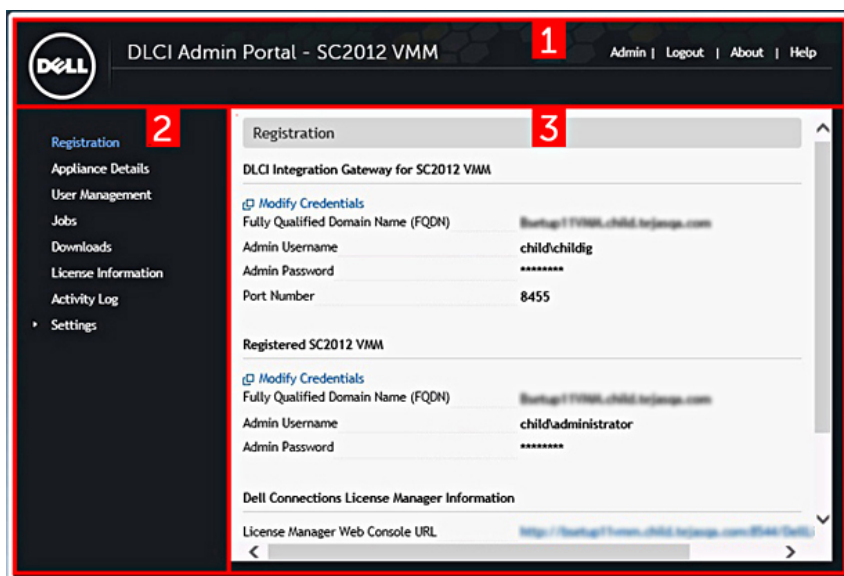 DELL
DLCI Admin Portal - SC2012 VMM
1
Admin | Logout | About | Help
2
Registration
Appliance Details
User Management
Jobs
Downloads
License Information
Activity Log
Settings
3
Registration
DLCI Integration Gateway for SC2012 VMM
Modify Credentials
Fully Qualified Domain Name (FQDN)
Admin Username child\childig
Admin Password ********
Port Number 8455
Registered SC2012 VMM
Modify Credentials
Fully Qualified Domain Name (FQDN)
Admin Username child\administrator
Admin Password ********
Dell Connections License Manager Information
License Manager Web Console URL